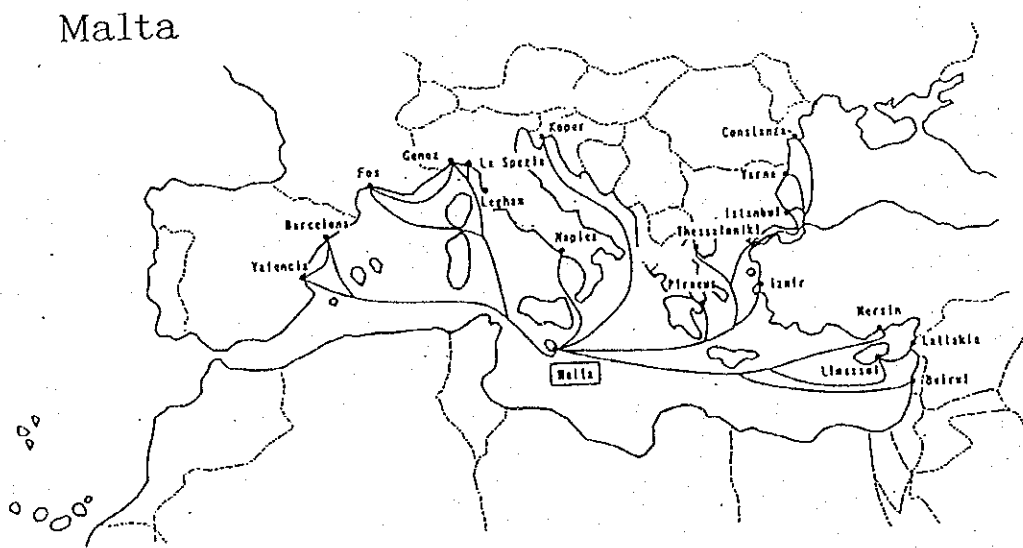 Malta
Koper
Constanza
Genoa
La Spezia
Fos
Varna
Leghan
Istanbul
Barcelona
Thessaloniki
Naples
Valencia
Piraeus
Izmir
Mersin
Lattakia
Limassol
Malta
Beirut